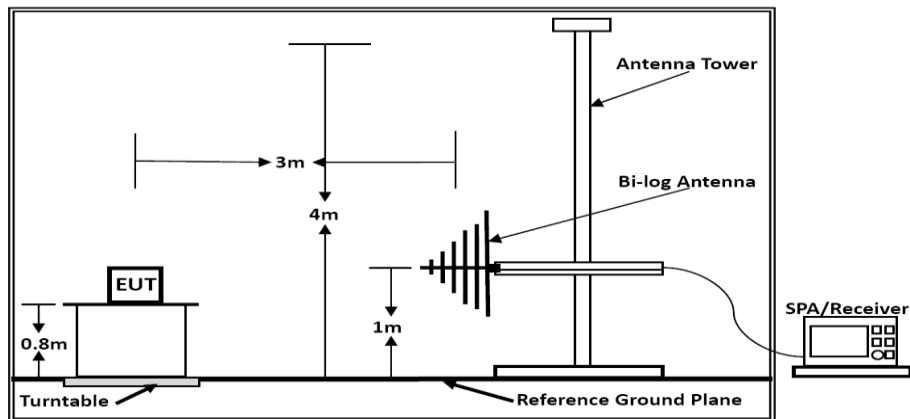 Antenna Tower
3m
Bi-log Antenna
4m
EUT
SPA/Receiver
0.8m
1m
Turntable
Reference Ground Plane